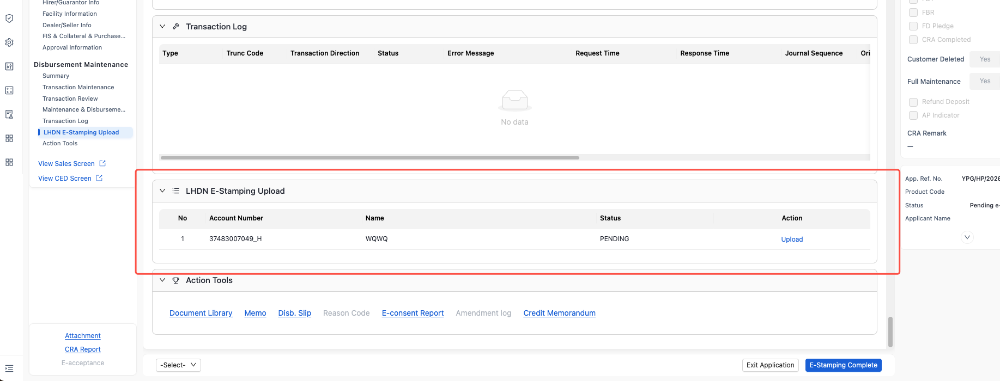 Hirer/Guarantor Info
Facility Information
Dealer/Seller Info
FIS & Collateral & Purchase...
Approval Information
Disbursement Maintenance
Summary
Transaction Maintenance
Transaction Review
Maintenance & Disburseme...
Transaction Log
LHDN E-Stamping Upload
Action Tools
View Sales Screen
View CED Screen
Attachment
CRA Report
E-acceptance
Transaction Log
Type Trunc Code Transaction Direction Status Error Message Request Time Response Time Journal Sequence Ori
No data
LHDN E-Stamping Upload
No Account Number Name Status Action
1 37483007049_H WQWQ PENDING Upload
Action Tools
Document Library Memo Disb. Slip Reason Code E-consent Report Amendment log Credit Memorandum
-Select- Exit Application E-Stamping Complete
FBR
FD Pledge
CRA Completed
Customer Deleted Yes
Full Maintenance Yes
Refund Deposit
AP Indicator
CRA Remark
—
App. Ref. No. YPG/HP/2026
Product Code
Status Pending e-
Applicant Name